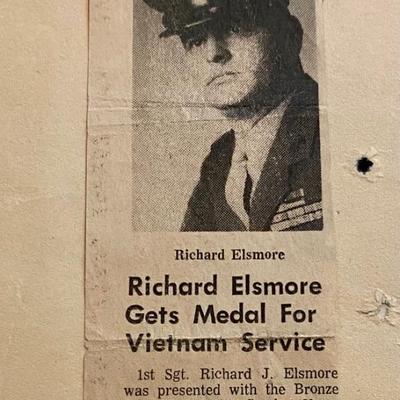 Richard Elsmore
Richard Elsmore
Gets Medal For
Vietnam Service
1st Sgt. Richard J. Elsmore
was presented with the Bronze